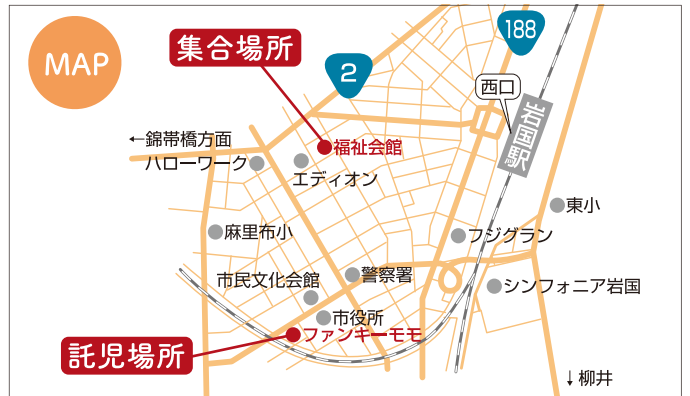 MAP
集合場所
2
188
西口
岩国駅
←錦帯橋方面
ハローワーク
福祉会館
エディオン
東小
麻里布小
フジグラン
市民文化会館
警察署
シンフォニア岩国
市役所
ファンキーモモ
託児場所
↓柳井